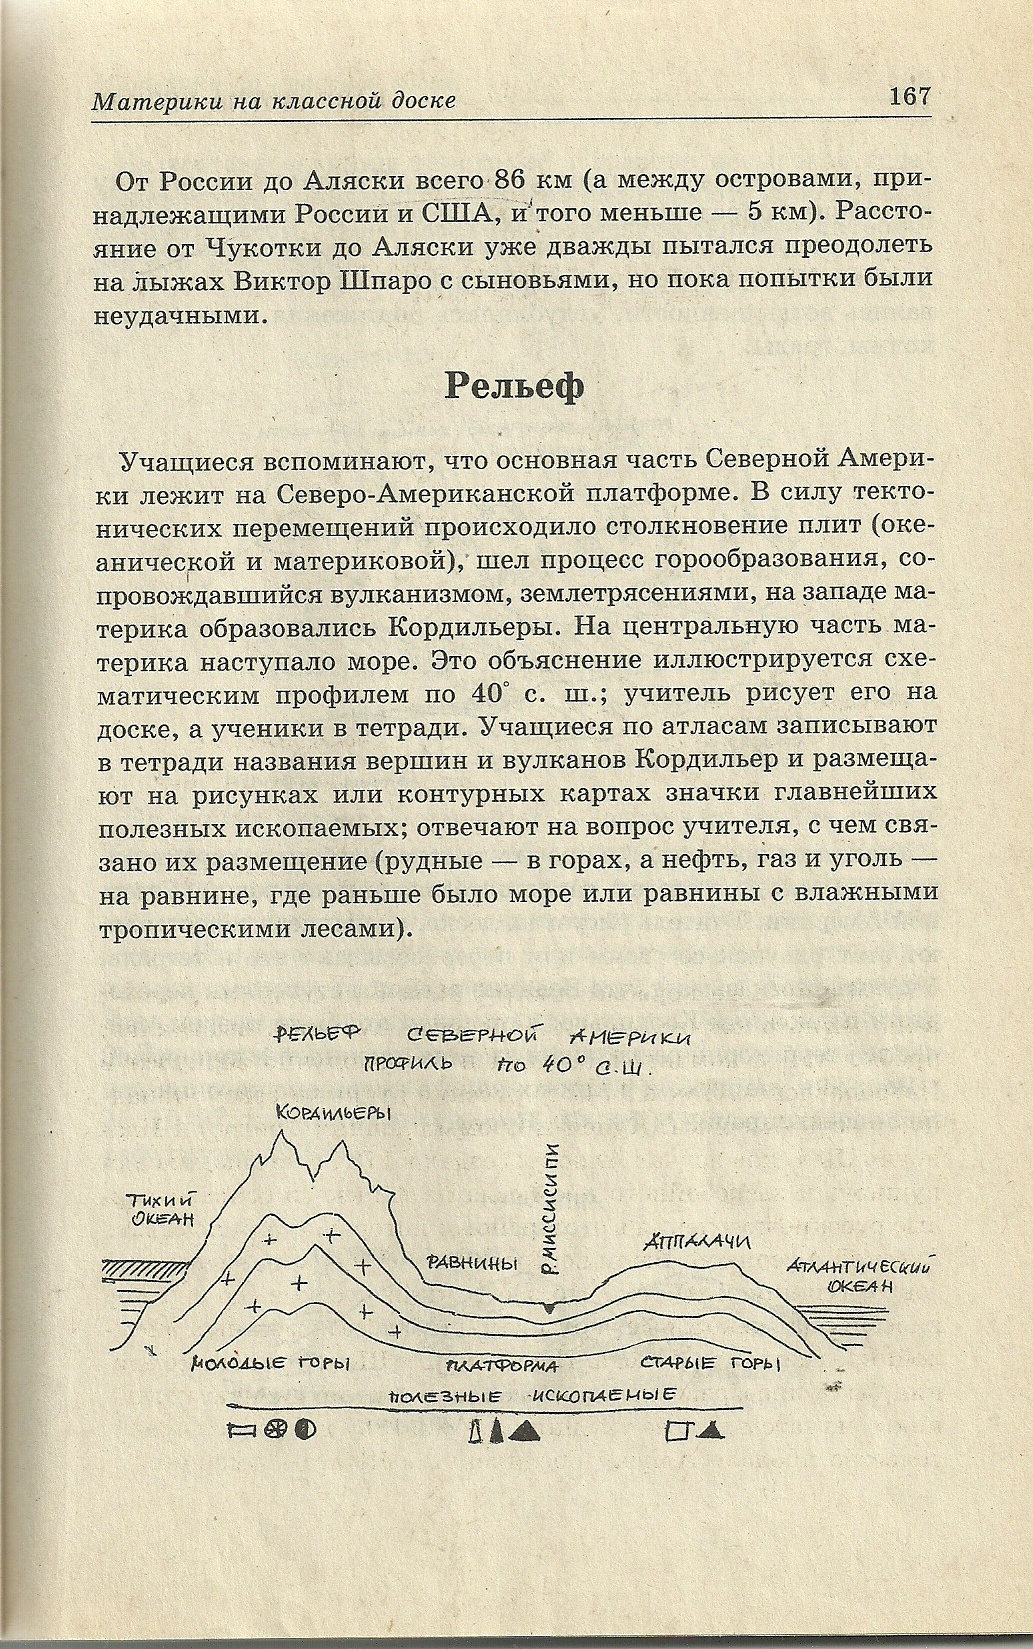 Материки на классной доске 167
От России до Аляски всего 86 км (а между островами, при-
надлежащими России и США, и того меньше — 5 км). Рассто-
яние от Чукотки до Аляски уже дважды пытался преодолеть
на лыжах Виктор Шпаро с сыновьями, но пока попытки были
неудачными.
Рельеф
Учащиеся вспоминают, что основная часть Северной Амери-
ки лежит на Северо-Американской платформе. В силу текто-
нических перемещений происходило столкновение плит (оке-
анической и материковой), шел процесс горообразования, со-
провождавшийся вулканизмом, землетрясениями, на западе ма-
терика образовались Кордильеры. На центральную часть ма-
терика наступало море. Это объяснение иллюстрируется схе-
матическим профилем по 40° с. ш.; учитель рисует его на
доске, а ученики в тетради. Учащиеся по атласам записывают
в тетради названия вершин и вулканов Кордильер и размеща-
ют на рисунках или контурных картах значки главнейших
полезных ископаемых; отвечают на вопрос учителя, с чем свя-
зано их размещение (рудные — в горах, а нефть, газ и уголь —
на равнине, где раньше было море или равнины с влажными
тропическими лесами).
РЕЛЬЕФ СЕВЕРНОЙ АМЕРИКИ
ПРОФИЛЬ ПО 40° С.Ш.
КОРДИЛЬЕРЫ
ТИХИЙ
ОКЕАН
Р. МИССИСИПИ
РАВНИНЫ
АППАЛАЧИ
АТЛАНТИЧЕСКИЙ
ОКЕАН
МОЛОДЫЕ ГОРЫ ПЛАТФОРМА СТАРЫЕ ГОРЫ
ПОЛЕЗНЫЕ ИСКОПАЕМЫЕ